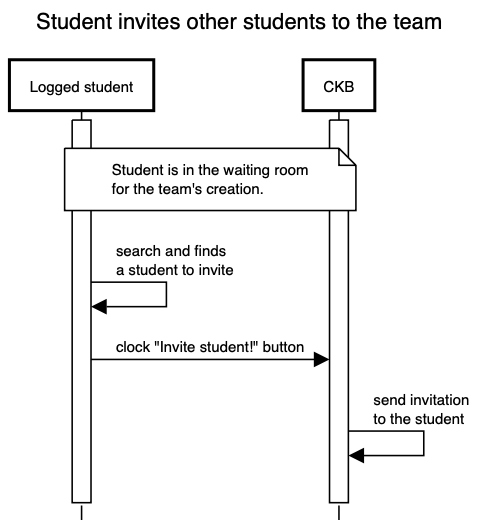 Student invites other students to the team
Logged student
CKB
Student is in the waiting room
for the team's creation.
search and finds
a student to invite
clock "Invite student!" button
send invitation
to the student